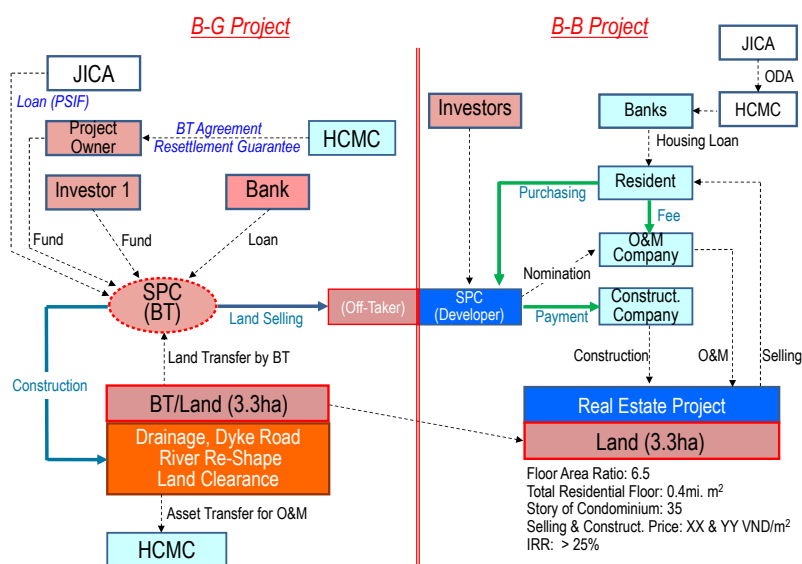 B-G Project
JICA
Loan (PSIF)
Project
Owner
BT Agreement
Resettlement Guarantee
HCMC
Investor 1
Bank
Fund
Fund
Loan
SPC
(BT)
Land Selling
(Off-Taker)
Land Transfer by BT
Construction
BT/Land (3.3ha)
Drainage, Dyke Road
River Re-Shape
Land Clearance
Asset Transfer for O&M
HCMC
B-B Project
JICA
ODA
Investors
Banks
HCMC
Housing Loan
Purchasing
Resident
Fee
O&M
Company
Nomination
SPC
(Developer)
Payment
Construct.
Company
Construction
O&M
Selling
Real Estate Project
Land (3.3ha)
Floor Area Ratio: 6.5
Total Residential Floor: 0.4mi. m²
Story of Condominium: 35
Selling & Construct. Price: XX & YY VND/m²
IRR: > 25%